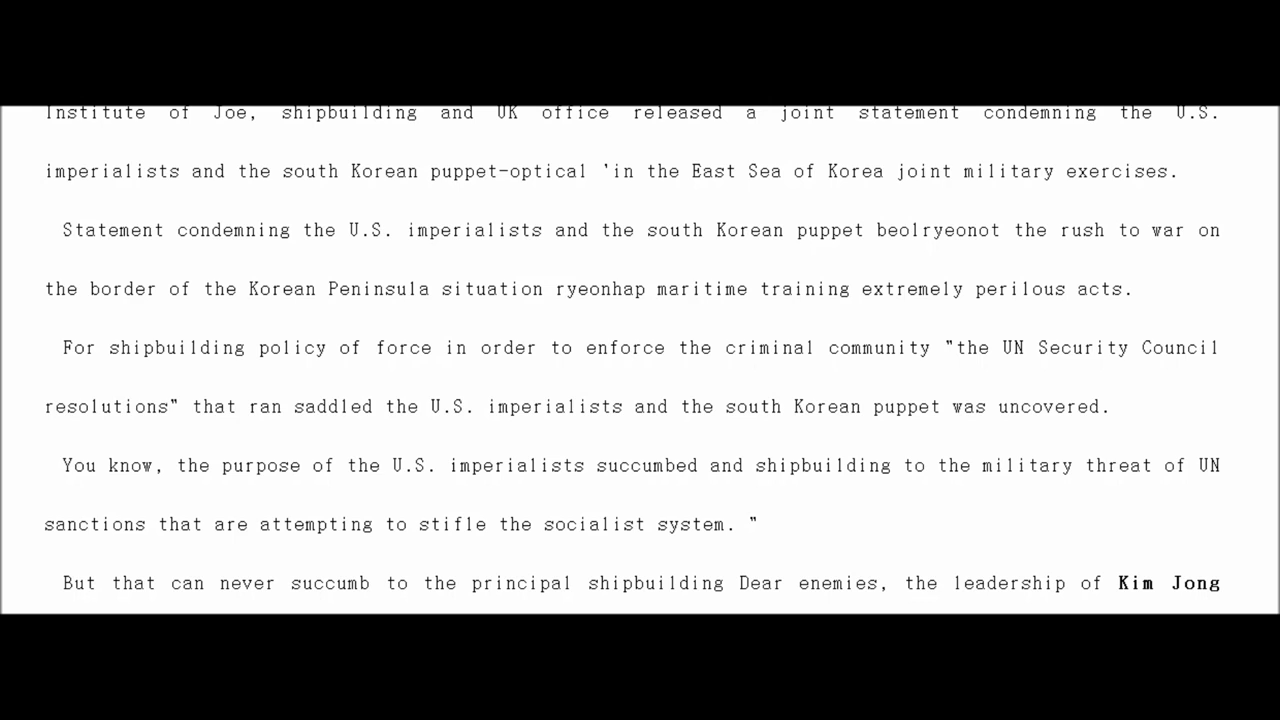 Institute of Joe, shipbuilding and UK office released a joint statement condemning the U.S.
imperialists and the south Korean puppet-optical 'in the East Sea of Korea joint military exercises.
Statement condemning the U.S. imperialists and the south Korean puppet beolryeonot the rush to war on
the border of the Korean Peninsula situation ryeonhap maritime training extremely perilous acts.
For shipbuilding policy of force in order to enforce the criminal community "the UN Security Council
resolutions" that ran saddled the U.S. imperialists and the south Korean puppet was uncovered.
You know, the purpose of the U.S. imperialists succumbed and shipbuilding to the military threat of UN
sanctions that are attempting to stifle the socialist system. "
But that can never succumb to the principal shipbuilding Dear enemies, the leadership of Kim Jong